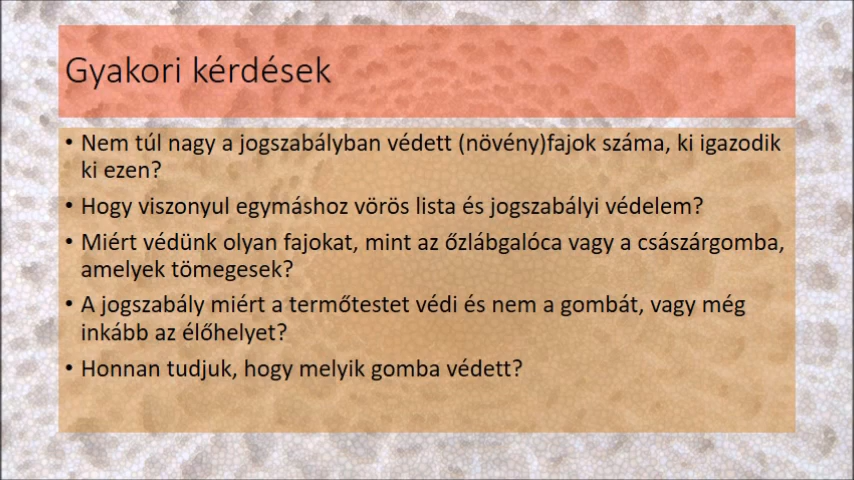 Gyakori kérdések
• Nem túl nagy a jogszabályban védett (növény)fajok száma, ki igazodik
ki ezen?
• Hogy viszonyul egymáshoz vörös lista és jogszabályi védelem?
• Miért védünk olyan fajokat, mint az őzlábgalóca vagy a császárgomba,
amelyek tömegesek?
• A jogszabály miért a termőtestet védi és nem a gombát, vagy még
inkább az élőhelyet?
• Honnan tudjuk, hogy melyik gomba védett?